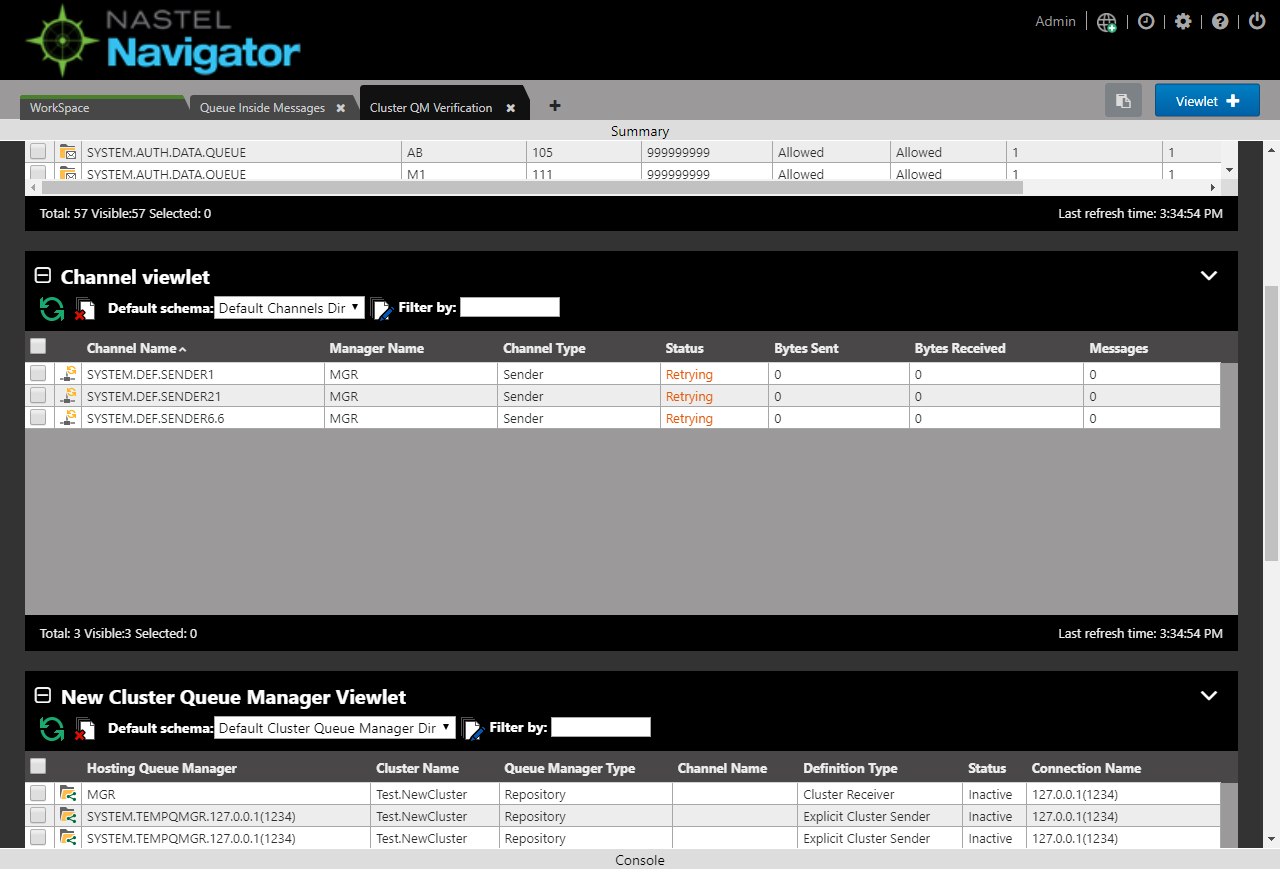 NASTEL
Navigator
Admin
WorkSpace
Queue Inside Messages
Cluster QM Verification
Viewlet
Summary
SYSTEM.AUTH.DATA.QUEUE AB 105 999999999 Allowed Allowed 1 1
SYSTEM.AUTH.DATA.QUEUE M1 111 999999999 Allowed Allowed 1 1
Total: 57 Visible:57 Selected: 0 Last refresh time: 3:34:54 PM
Channel viewlet
Default schema: Default Channels Dir Filter by:
Channel Name Manager Name Channel Type Status Bytes Sent Bytes Received Messages
SYSTEM.DEF.SENDER1 MGR Sender Retrying 0 0 0
SYSTEM.DEF.SENDER21 MGR Sender Retrying 0 0 0
SYSTEM.DEF.SENDER6.6 MGR Sender Retrying 0 0 0
Total: 3 Visible:3 Selected: 0 Last refresh time: 3:34:54 PM
New Cluster Queue Manager Viewlet
Default schema: Default Cluster Queue Manager Dir Filter by:
Hosting Queue Manager Cluster Name Queue Manager Type Channel Name Definition Type Status Connection Name
MGR Test.NewCluster Repository Cluster Receiver Inactive 127.0.0.1(1234)
SYSTEM.TEMPQMGR.127.0.0.1(1234) Test.NewCluster Repository Explicit Cluster Sender Inactive 127.0.0.1(1234)
SYSTEM.TEMPQMGR.127.0.0.1(1234) Test.NewCluster Repository Explicit Cluster Sender Inactive 127.0.0.1(1234)
Console